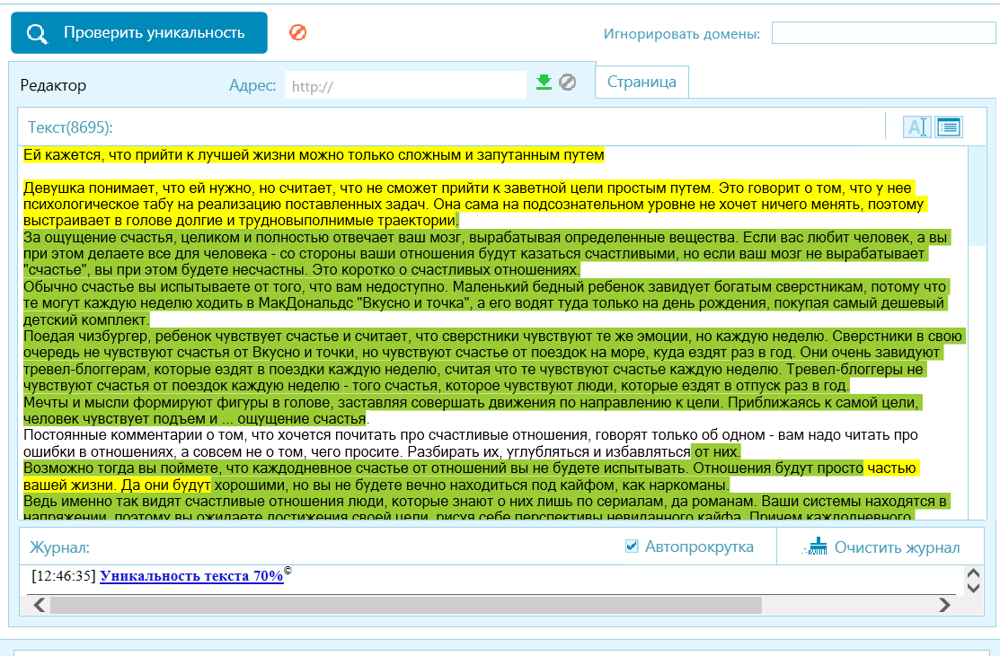 Проверить уникальность
Игнорировать домены:
Редактор
Адрес:
http://
Страница
Текст(8695):
Ей кажется, что прийти к лучшей жизни можно только сложным и запутанным путем
Девушка понимает, что ей нужно, но считает, что не сможет прийти к заветной цели простым путем. Это говорит о том, что у нее
психологическое табу на реализацию поставленных задач. Она сама на подсознательном уровне не хочет ничего менять, поэтому
выстраивает в голове долгие и трудновыполнимые траектории.
За ощущение счастья, целиком и полностью отвечает ваш мозг, вырабатывая определенные вещества. Если вас любит человек, а вы
при этом делаете все для человека - со стороны ваши отношения будут казаться счастливыми, но если ваш мозг не вырабатывает
"счастье", вы при этом будете несчастны. Это коротко о счастливых отношениях.
Обычно счастье вы испытываете от того, что вам недоступно. Маленький бедный ребенок завидует богатым сверстникам, потому что
те могут каждую неделю ходить в МакДональдс "Вкусно и точка", а его водят туда только на день рождения, покупая самый дешевый
детский комплект.
Поедая чизбургер, ребенок чувствует счастье и считает, что сверстники чувствуют те же эмоции, но каждую неделю. Сверстники в свою
очередь не чувствуют счастья от Вкусно и точки, но чувствуют счастье от поездок на море, куда ездят раз в год. Они очень завидуют
тревел-блоггерам, которые ездят в поездки каждую неделю, считая что те чувствуют счастье каждую неделю. Тревел-блоггеры не
чувствуют счастья от поездок каждую неделю - того счастья, которое чувствуют люди, которые ездят в отпуск раз в год.
Мечты и мысли формируют фигуры в голове, заставляя совершать движения по направлению к цели. Приближаясь к самой цели,
человек чувствует подъем и ... ощущение счастья.
Постоянные комментарии о том, что хочется почитать про счастливые отношения, говорят только об одном - вам надо читать про
ошибки в отношениях, а совсем не о том, чего просите. Разбирать их, углубляться и избавляться от них.
Возможно тогда вы поймете, что каждодневное счастье от отношений вы не будете испытывать. Отношения будут просто частью
вашей жизни. Да они будут хорошими, но вы не будете вечно находиться под кайфом, как наркоманы.
Ведь именно так видят счастливые отношения люди, которые знают о них лишь по сериалам, да романам. Ваши системы находятся в
напряжении, поэтому вы ожидаете достижения своей цели, рисуя себе перспективы невиданного кайфа. Причем каждодневного
Журнал:
Автопрокрутка
Очистить журнал
[12:46:35] Уникальность текста 70%©